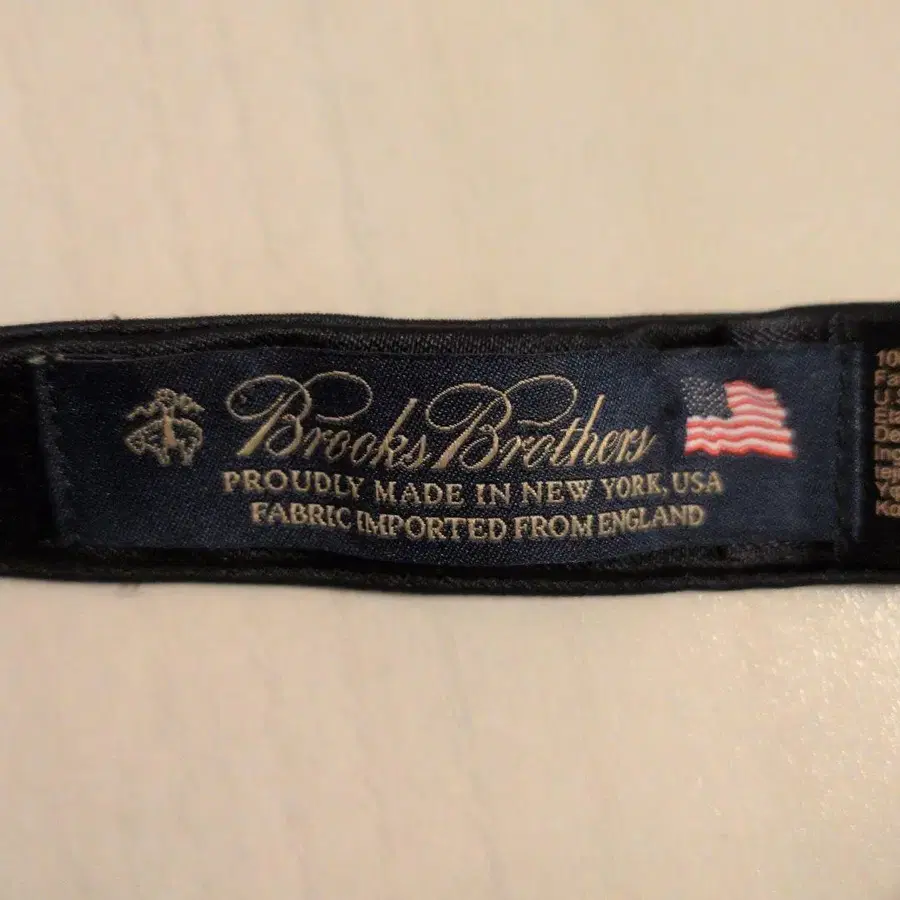 Brooks Brothers
PROUDLY MADE IN NEW YORK, USA
FABRIC IMPORTED FROM ENGLAND